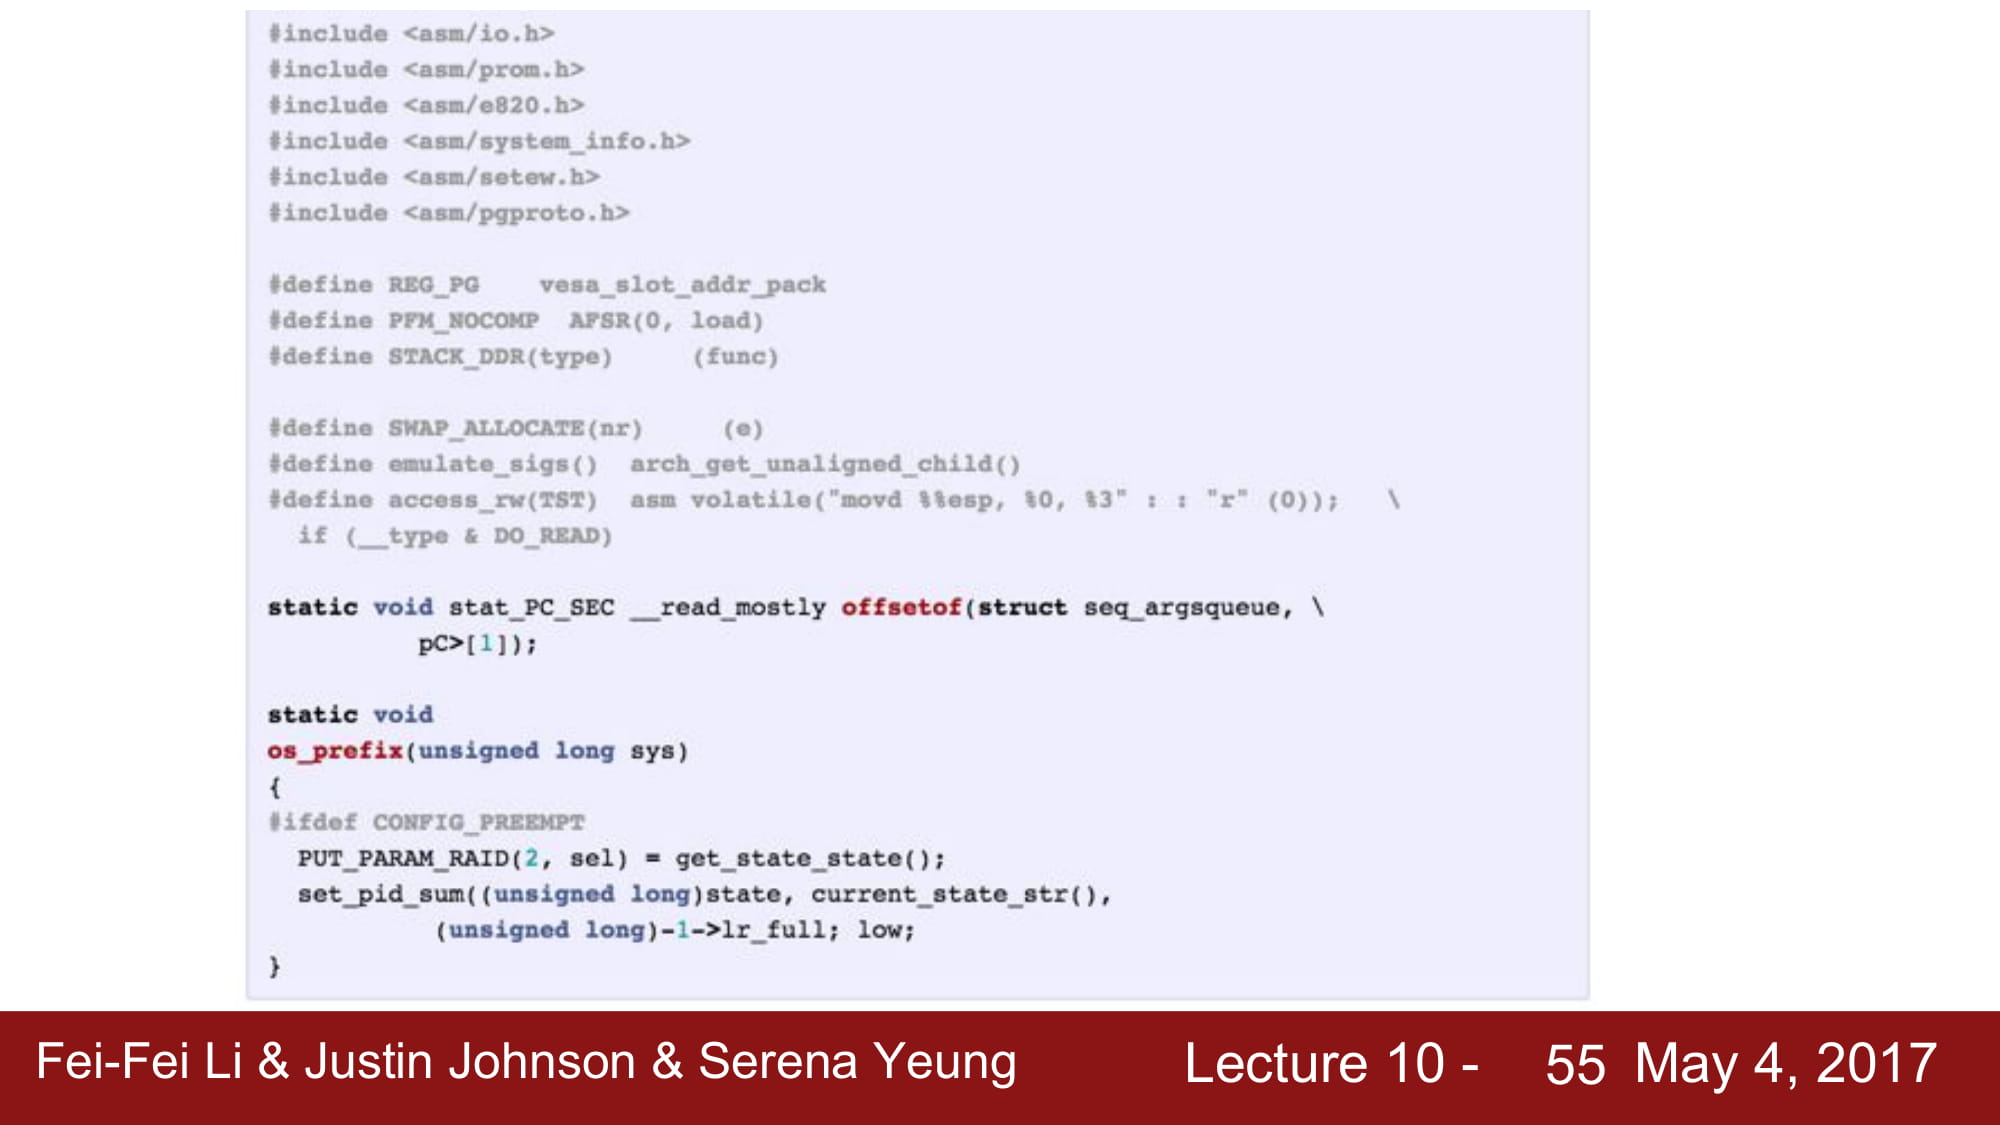 #include <asm/io.h>
#include <asm/prom.h>
#include <asm/e820.h>
#include <asm/system_info.h>
#include <asm/setew.h>
#include <asm/pgproto.h>

#define REG_PG    vesa_slot_addr_pack
#define PFM_NOCOMP  AFSR(0, load)
#define STACK_DDR(type)     (func)

#define SWAP_ALLOCATE(nr)     (e)
#define emulate_sigs()  arch_get_unaligned_child()
#define access_rw(TST)  asm volatile("movd %%esp, %0, %3" : : "r" (0));   \
  if (__type & DO_READ)

static void stat_PC_SEC __read_mostly offsetof(struct seq_argsqueue, \
          pC>[1]);

static void
os_prefix(unsigned long sys)
{
#ifdef CONFIG_PREEMPT
  PUT_PARAM_RAID(2, sel) = get_state_state();
  set_pid_sum((unsigned long)state, current_state_str(),
           (unsigned long)-1->lr_full; low;
}
Fei-Fei Li & Justin Johnson & Serena Yeung Lecture 10 - 55 May 4, 2017